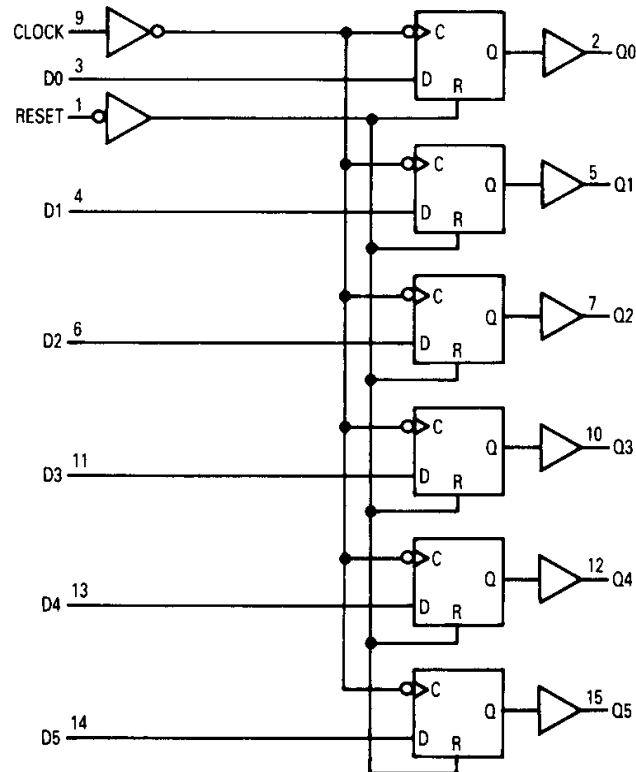 CLOCK 9 C Q 2 Q0
D0 3 D R
RESET 1
C Q 5 Q1
D1 4 D R
C Q 7 Q2
D2 6 D R
C Q 10 Q3
D3 11 D R
C Q 12 Q4
D4 13 D R
C Q 15 Q5
D5 14 D R